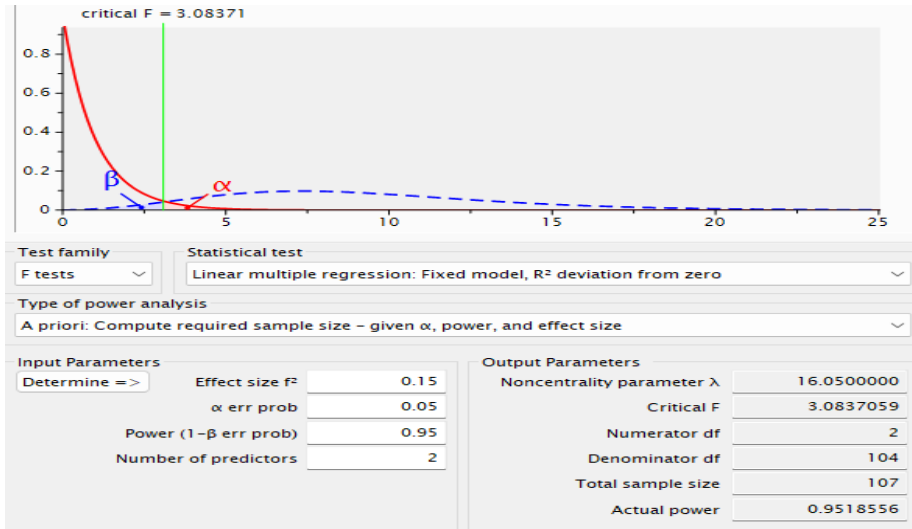 critical F = 3.08371
0.8
0.6
0.4
0.2
0
β
α
0 5 10 15 20 25
Test family Statistical test
F tests Linear multiple regression: Fixed model, R² deviation from zero
Type of power analysis
A priori: Compute required sample size – given α, power, and effect size
Input Parameters
Determine =>
Effect size f² 0.15
α err prob 0.05
Power (1-β err prob) 0.95
Number of predictors 2
Output Parameters
Noncentrality parameter λ 16.0500000
Critical F 3.0837059
Numerator df 2
Denominator df 104
Total sample size 107
Actual power 0.9518556